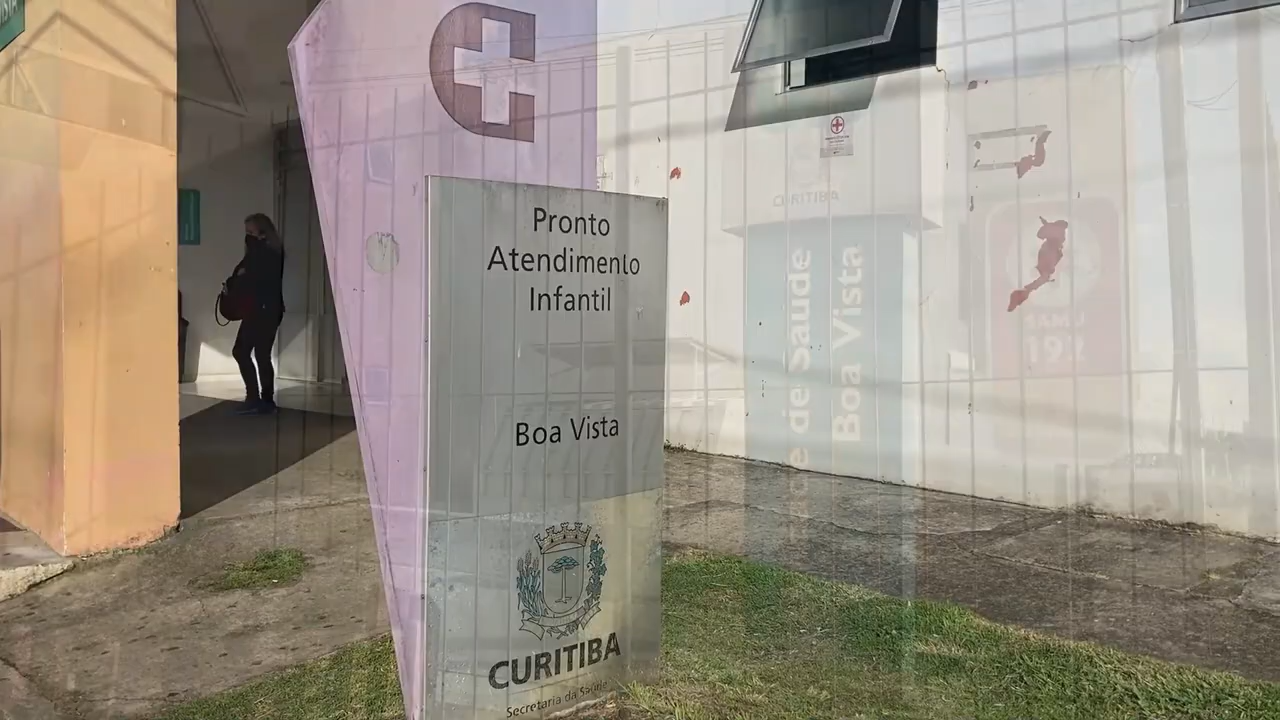 Pronto
Atendimento
Infantil
Boa Vista
CURITIBA
Secretaria da Saúde
CURITIBA
de Saúde
Boa Vista
SAMU
192